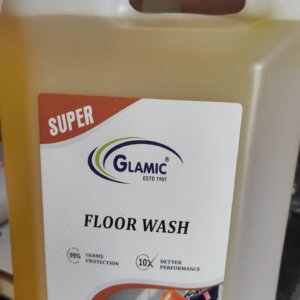 SUPER
GLAMIC®
ESTD 1987
FLOOR WASH
99% GERMS PROTECTION
10X BETTER PERFORMANCE